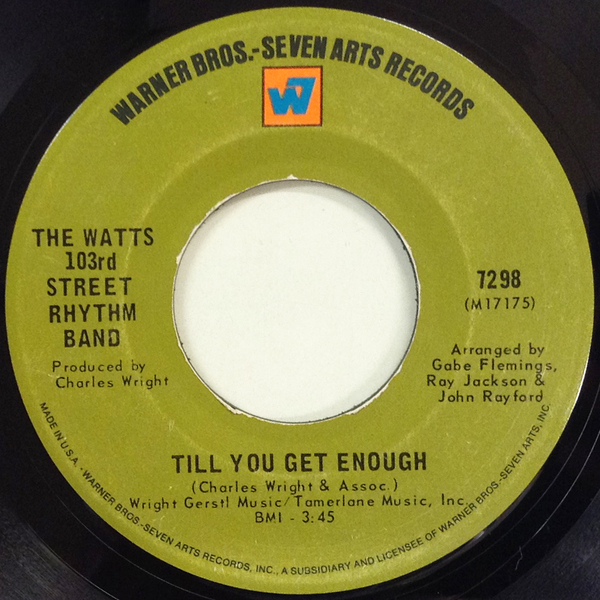 WARNER BROS.-SEVEN ARTS RECORDS
W7
THE WATTS
103rd
STREET
RHYTHM
BAND
Produced by
Charles Wright
7298
(M17175)
Arranged by
Gabe Flemings,
Ray Jackson &
John Rayford
TILL YOU GET ENOUGH
(Charles Wright & Assoc.)
Wright Gerstl Music/Tamerlane Music, Inc.
BMI - 3:45
MADE IN U.S.A. · WARNER BROS.-SEVEN ARTS RECORDS, INC., A SUBSIDIARY AND LICENSEE OF WARNER BROS.-SEVEN ARTS, INC.